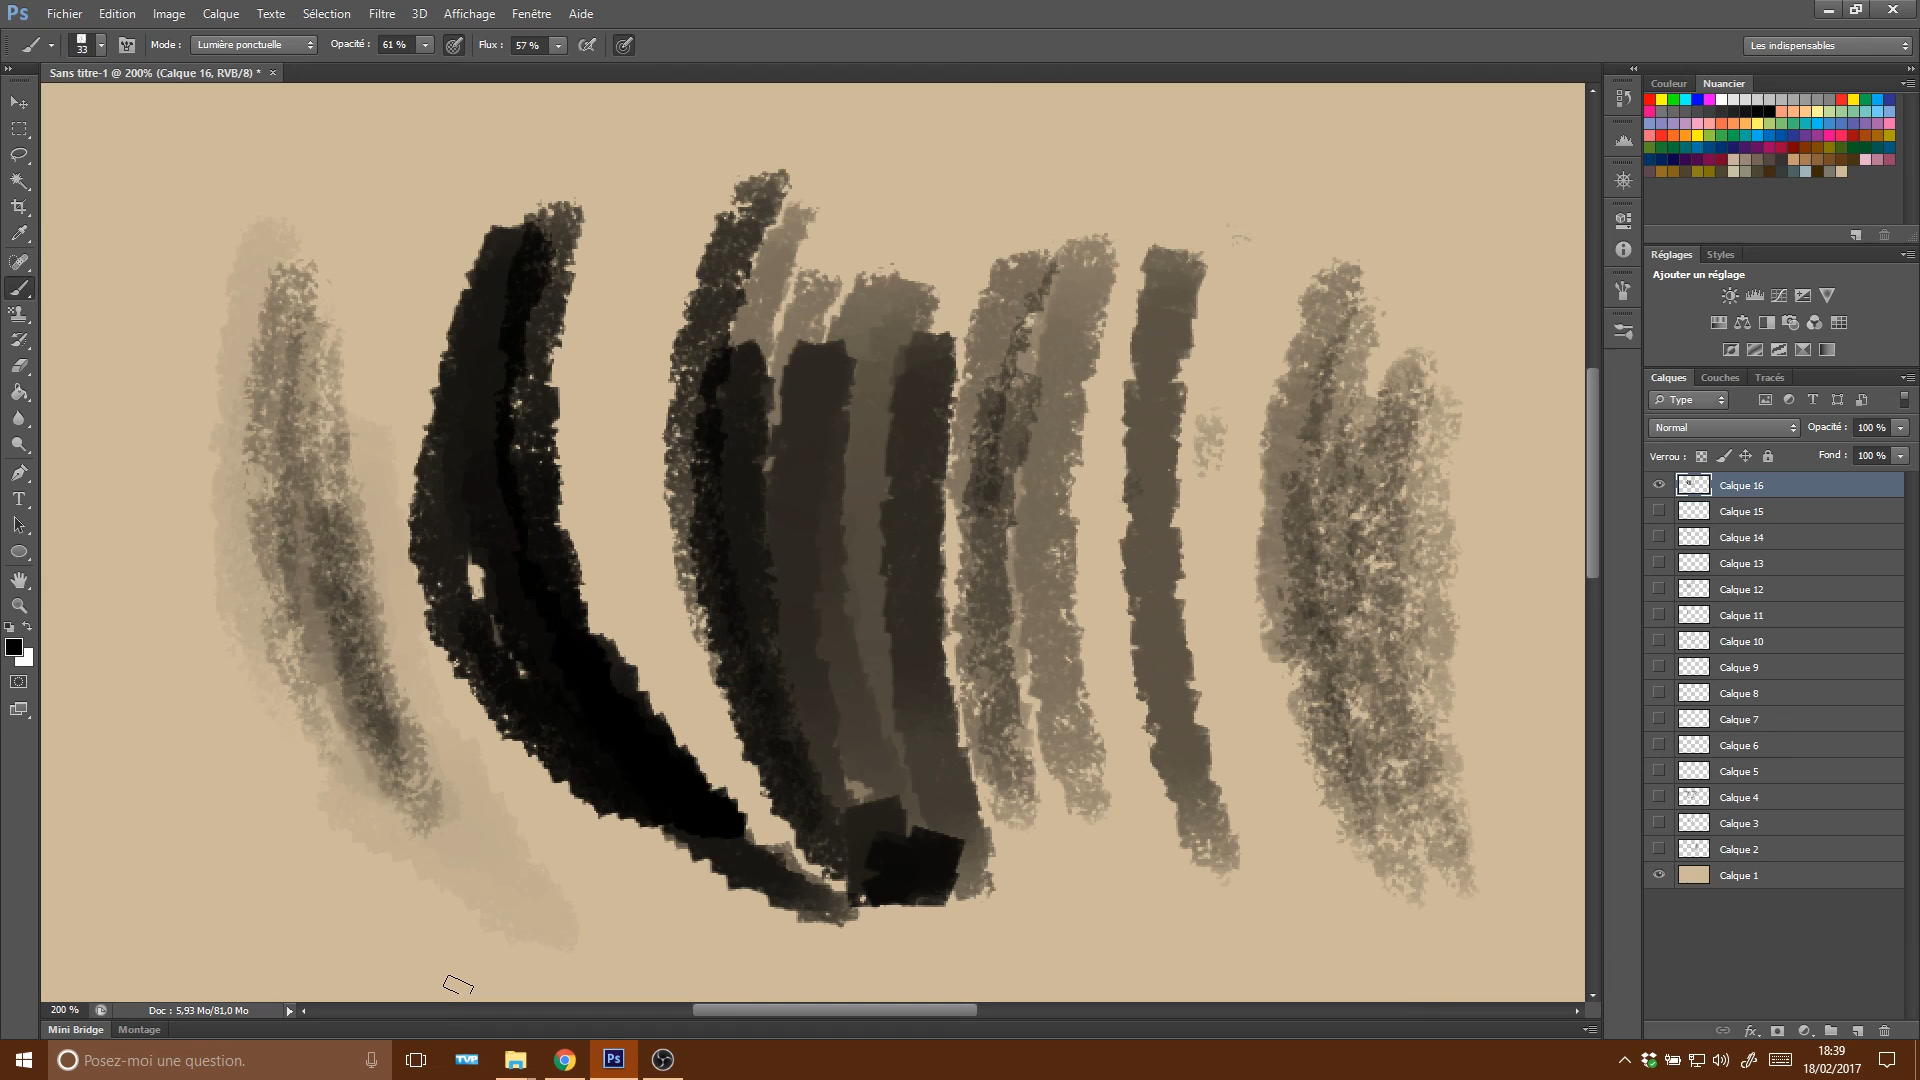 Ps Fichier Edition Image Calque Texte Sélection Filtre 3D Affichage Fenêtre Aide
33 Mode : Lumière ponctuelle Opacité : 61 % Flux : 57 % Les indispensables
Sans titre-1 @ 200% (Calque 16, RVB/8) * ×
Couleur Nuancier
Réglages Styles
Ajouter un réglage
Calques Couches Tracés
Type
Normal Opacité : 100 %
Verrou : Fond : 100 %
Calque 16
Calque 15
Calque 14
Calque 13
Calque 12
Calque 11
Calque 10
Calque 9
Calque 8
Calque 7
Calque 6
Calque 5
Calque 4
Calque 3
Calque 2
Calque 1
200 % Doc : 5,93 Mo/81,0 Mo
Mini Bridge Montage
fx
Posez-moi une question. TVP Ps
18:39
18/02/2017